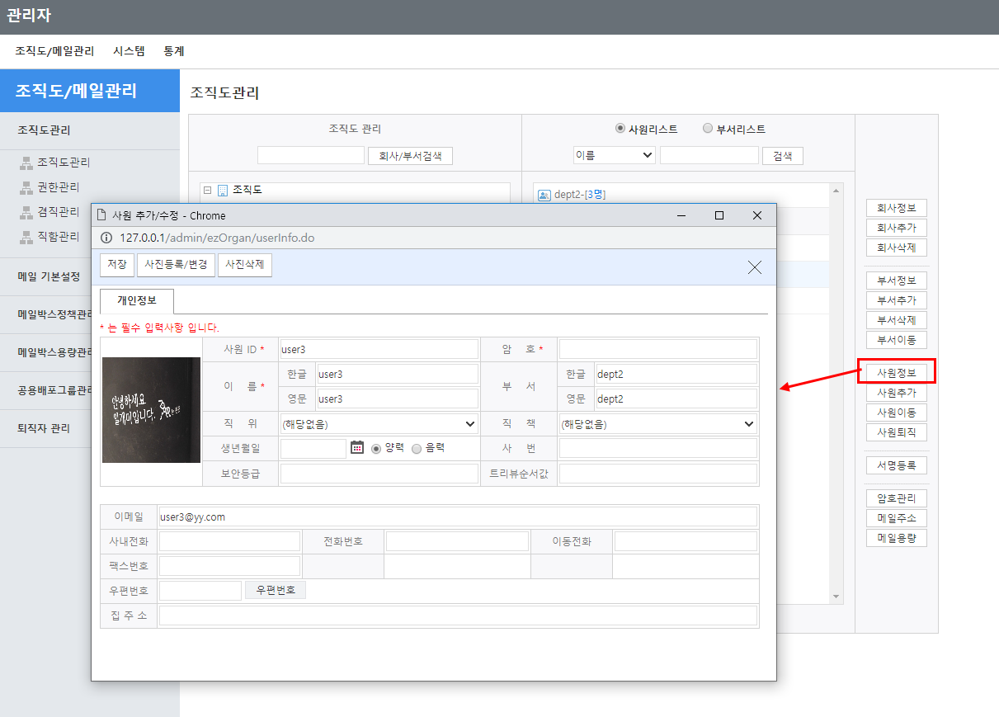 관리자
조직도/메일관리 시스템 통계
조직도/메일관리
조직도관리
조직도관리
권한관리
겸직관리
직함관리
메일 기본설정
메일박스정책관리
메일박스용량관리
공용배포그룹관리
퇴직자 관리
조직도관리
조직도 관리
회사/부서검색
사원리스트 부서리스트
이름 검색
조직도
dept2-[3명]
회사정보
회사추가
회사삭제
부서정보
부서추가
부서삭제
부서이동
사원정보
사원추가
사원이동
사원퇴직
서명등록
암호관리
메일주소
메일용량
사원 추가/수정 - Chrome
127.0.0.1/admin/ezOrgan/userInfo.do
저장 사진등록/변경 사진삭제
개인정보
* 는 필수 입력사항 입니다.
안녕하세요
일개미입니다.
사원 ID * user3 암 호 *
이 름 * 한글 user3 부 서 한글 dept2
영문 user3 영문 dept2
직 위 (해당없음) 직 책 (해당없음)
생년월일 양력 음력 사 번
보안등급 트리뷰순서값
이메일 user3@yy.com
사내전화 전화번호 이동전화
팩스번호
우편번호 우편번호
집 주 소